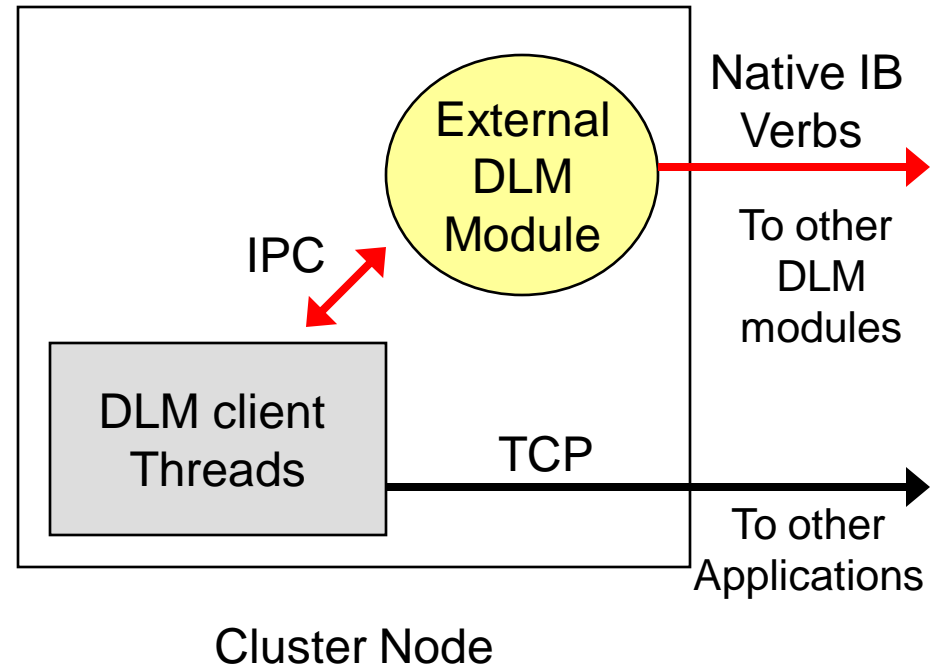 External
DLM
Module
Native IB
Verbs
To other
DLM
modules
IPC
DLM client
Threads
TCP
To other
Applications
Cluster Node